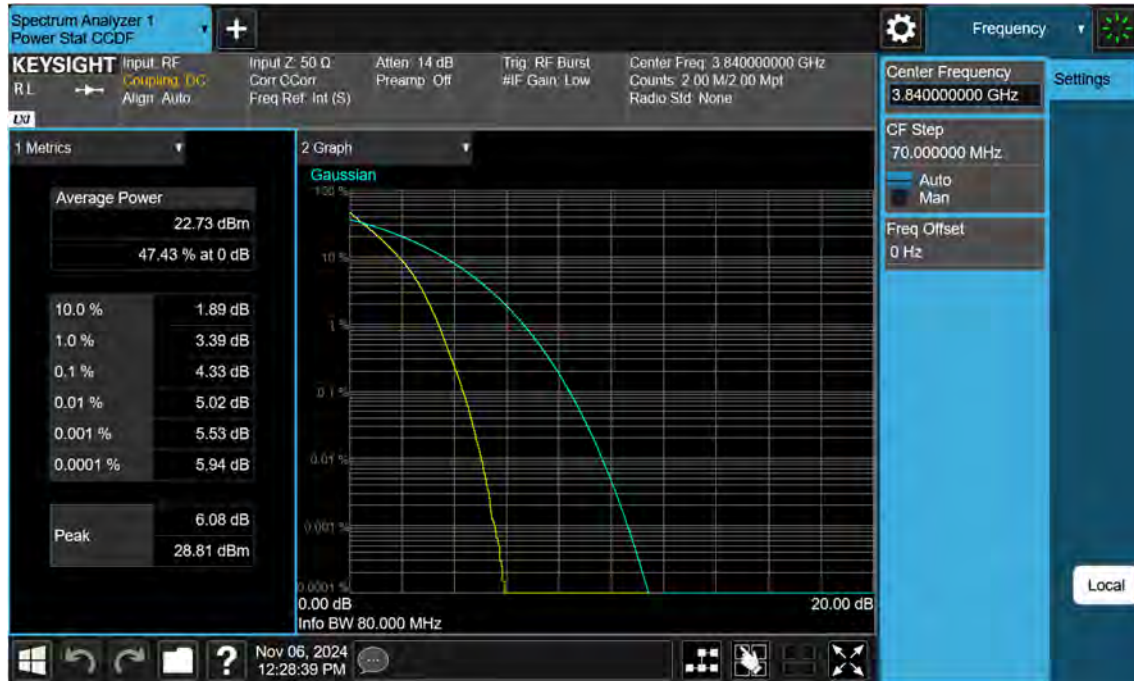 Spectrum Analyzer 1
Power Stat CCDF
Frequency
KEYSIGHT
RL
LXI
Input: RF
Coupling: DC
Align: Auto
Input Z: 50 Ω
Corr CCorr
Freq Ref: Int (S)
Atten: 14 dB
Preamp: Off
Trig: RF Burst
#IF Gain: Low
Center Freq: 3.840000000 GHz
Counts: 2.00 M/2.00 Mpt
Radio Std: None
Center Frequency
3.840000000 GHz
Settings
CF Step
70.000000 MHz
Auto
Man
Freq Offset
0 Hz
Local
1 Metrics
Average Power
22.73 dBm
47.43 % at 0 dB
10.0 % 1.89 dB
1.0 % 3.39 dB
0.1 % 4.33 dB
0.01 % 5.02 dB
0.001 % 5.53 dB
0.0001 % 5.94 dB
Peak
6.08 dB
28.81 dBm
2 Graph
Gaussian
100 %
10 %
1 %
0.1 %
0.01 %
0.001 %
0.0001 %
0.00 dB 20.00 dB
Info BW 80.000 MHz
?
Nov 06, 2024
12:28:39 PM